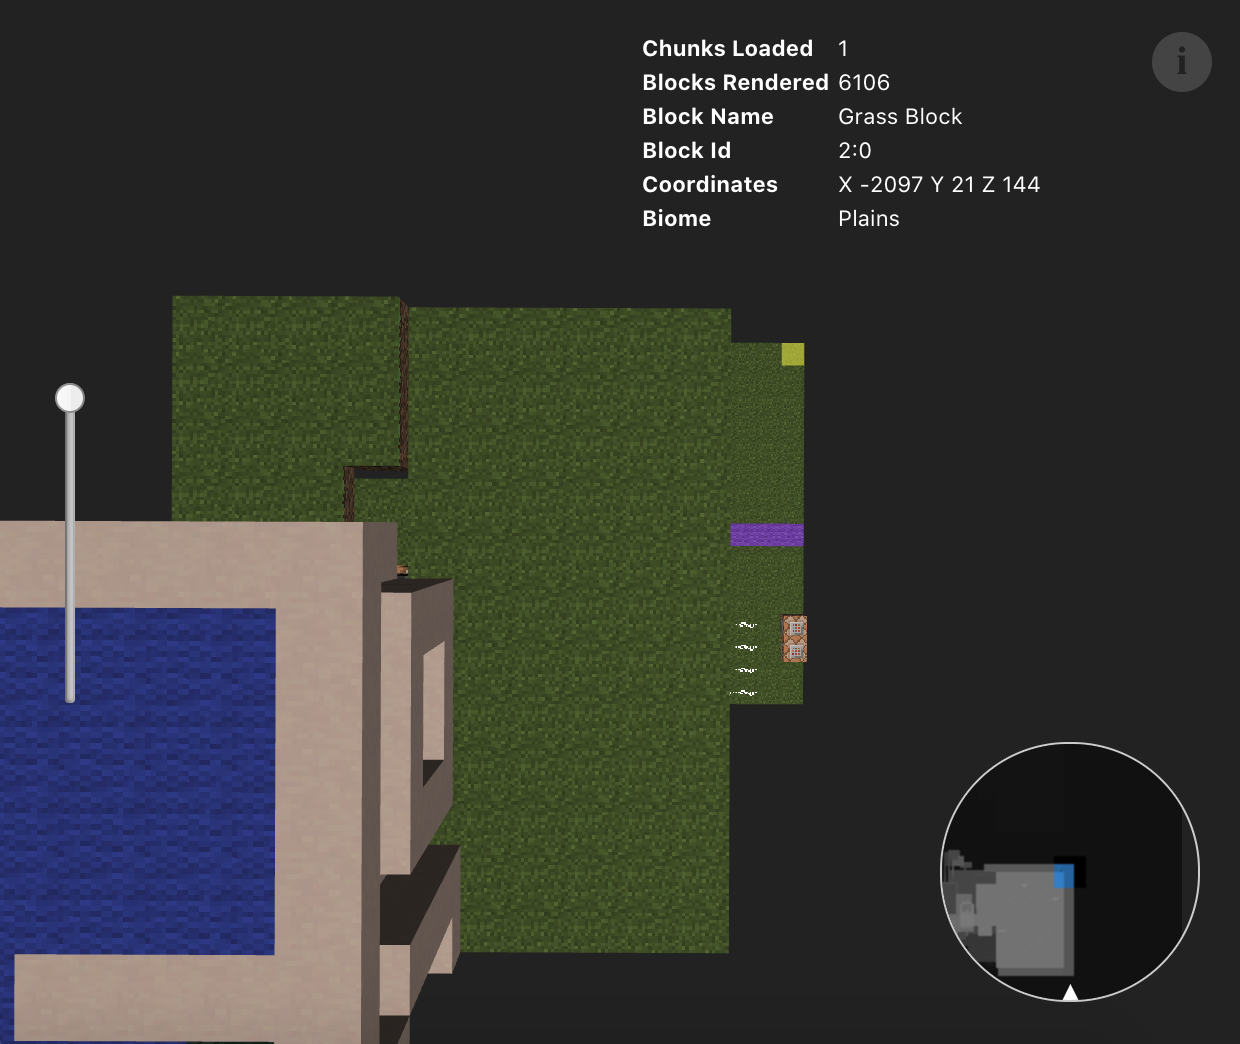 Chunks Loaded 1
i
Blocks Rendered 6106
Block Name Grass Block
Block Id 2:0
Coordinates X -2097 Y 21 Z 144
Biome Plains